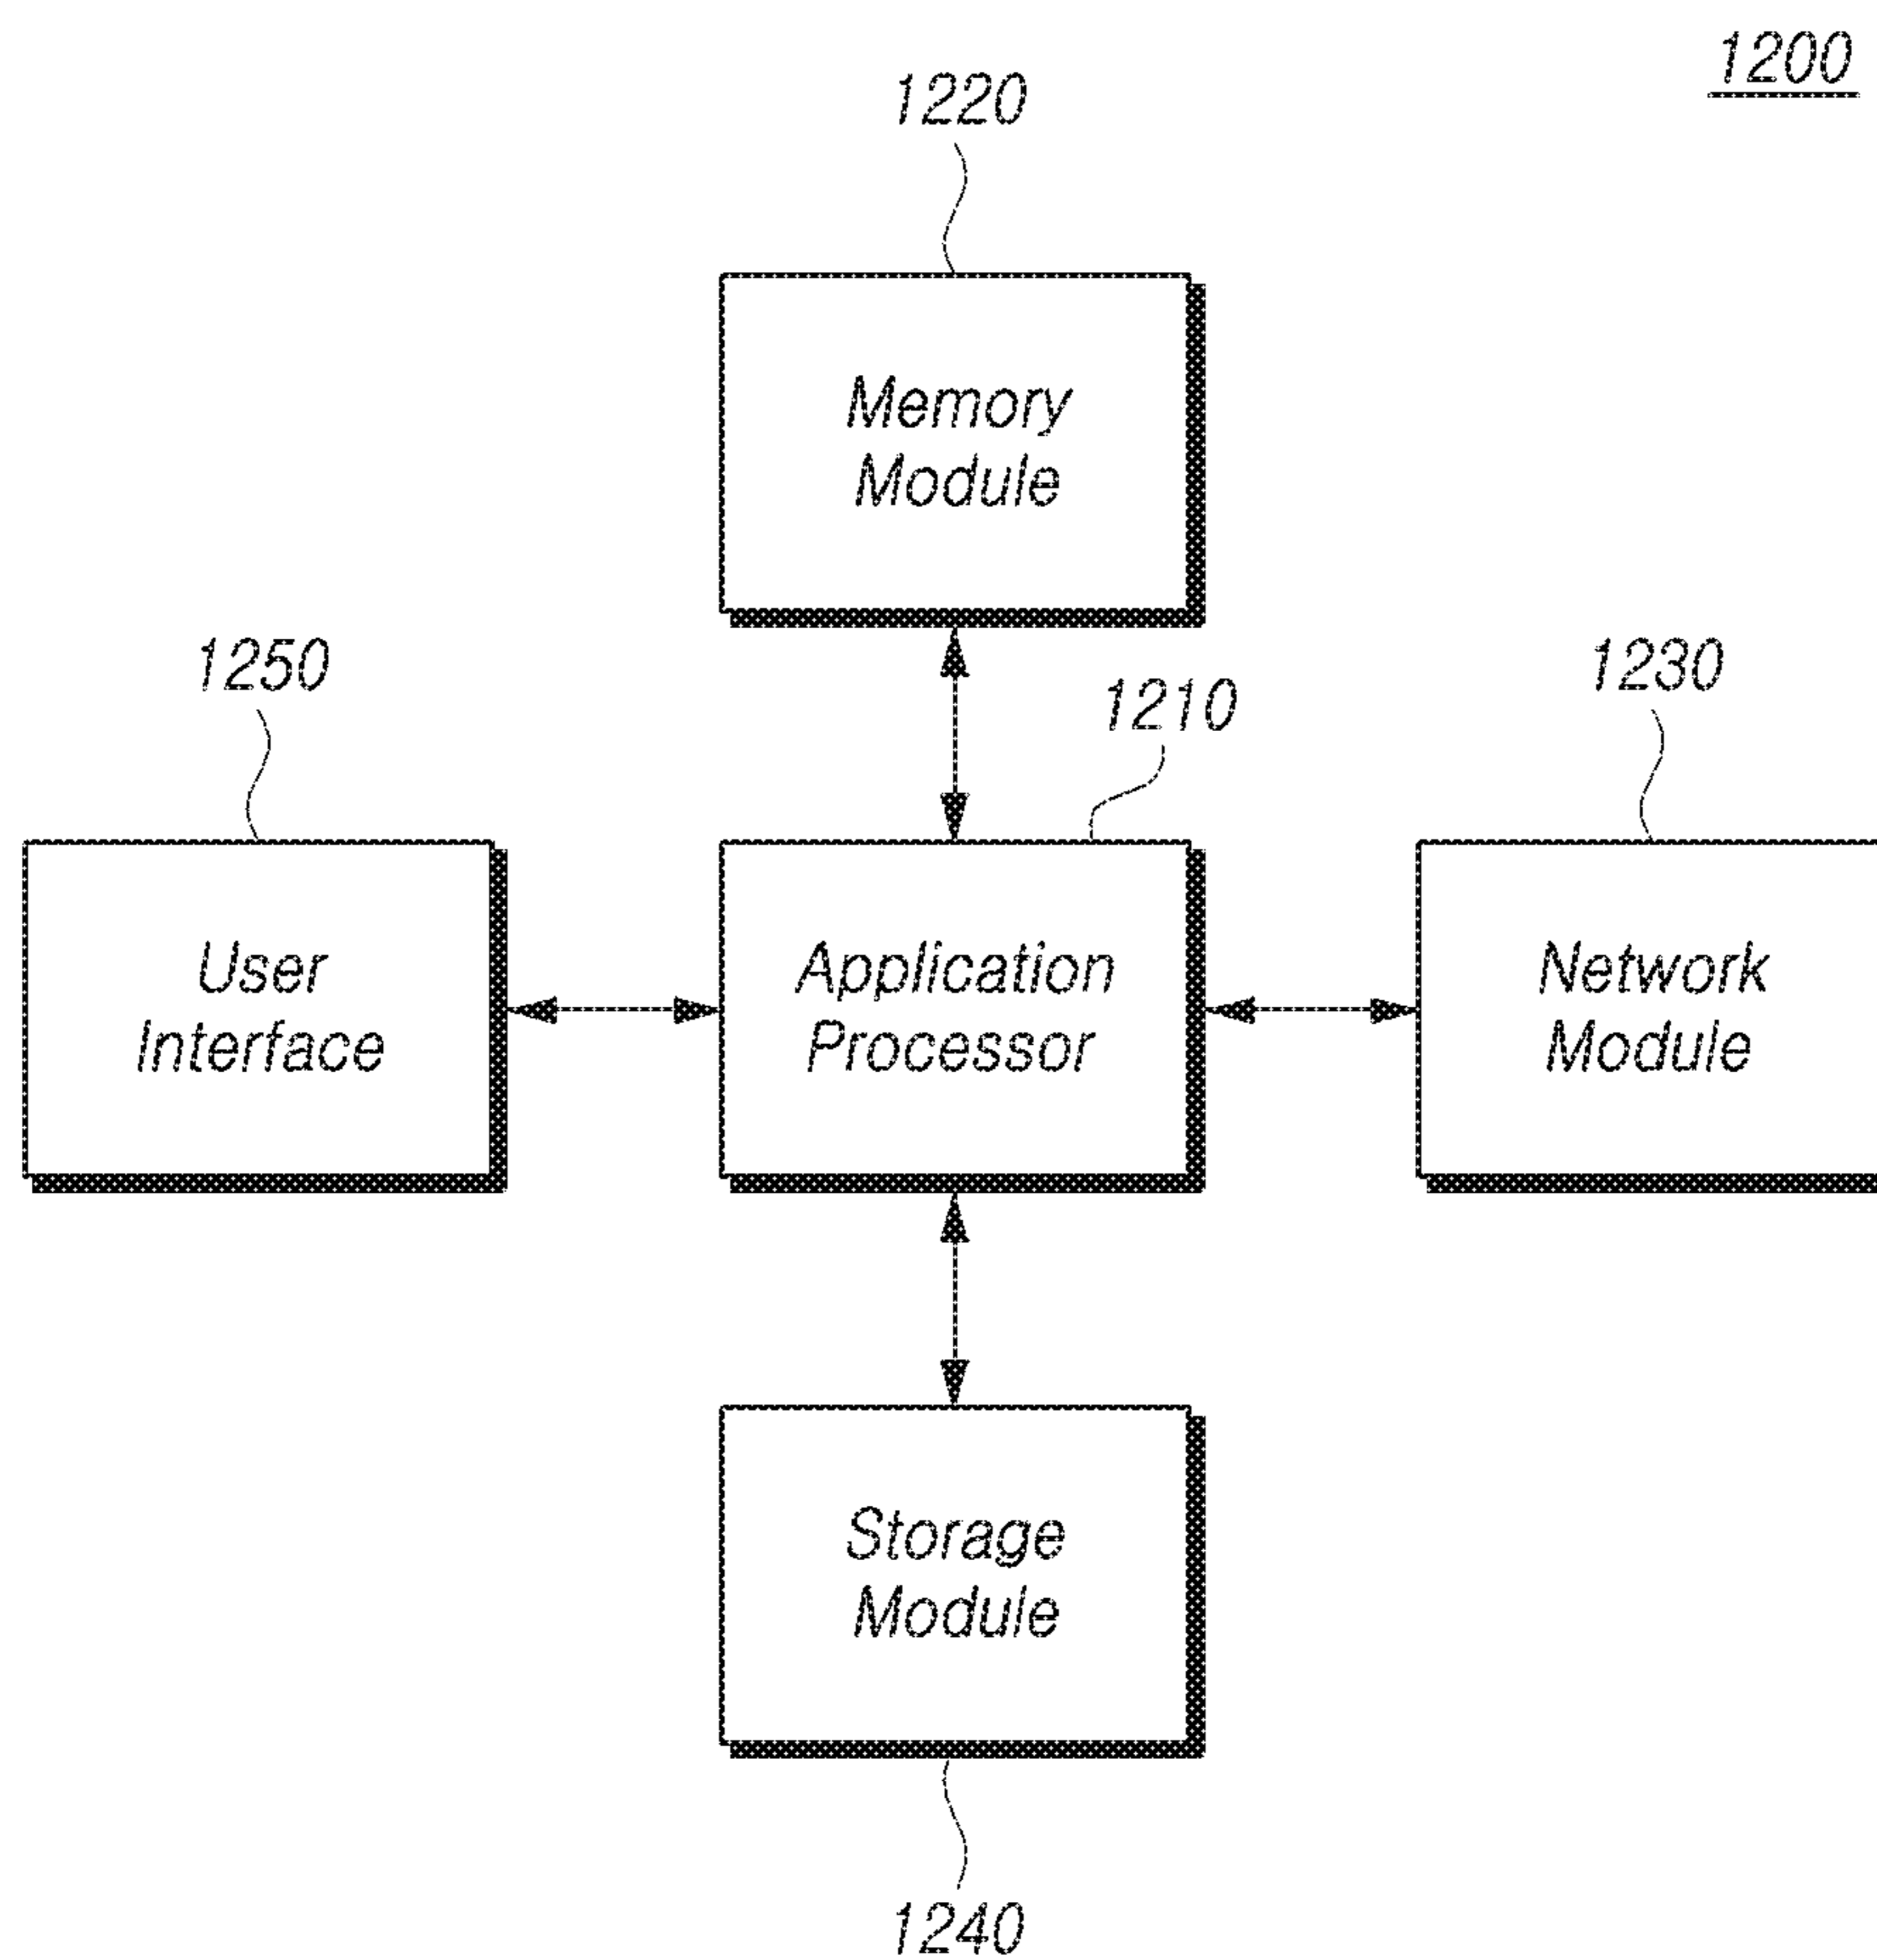 1200
1220
Memory
Module
1250
1210
1230
User
Interface
Application
Processor
Network
Module
Storage
Module
1240